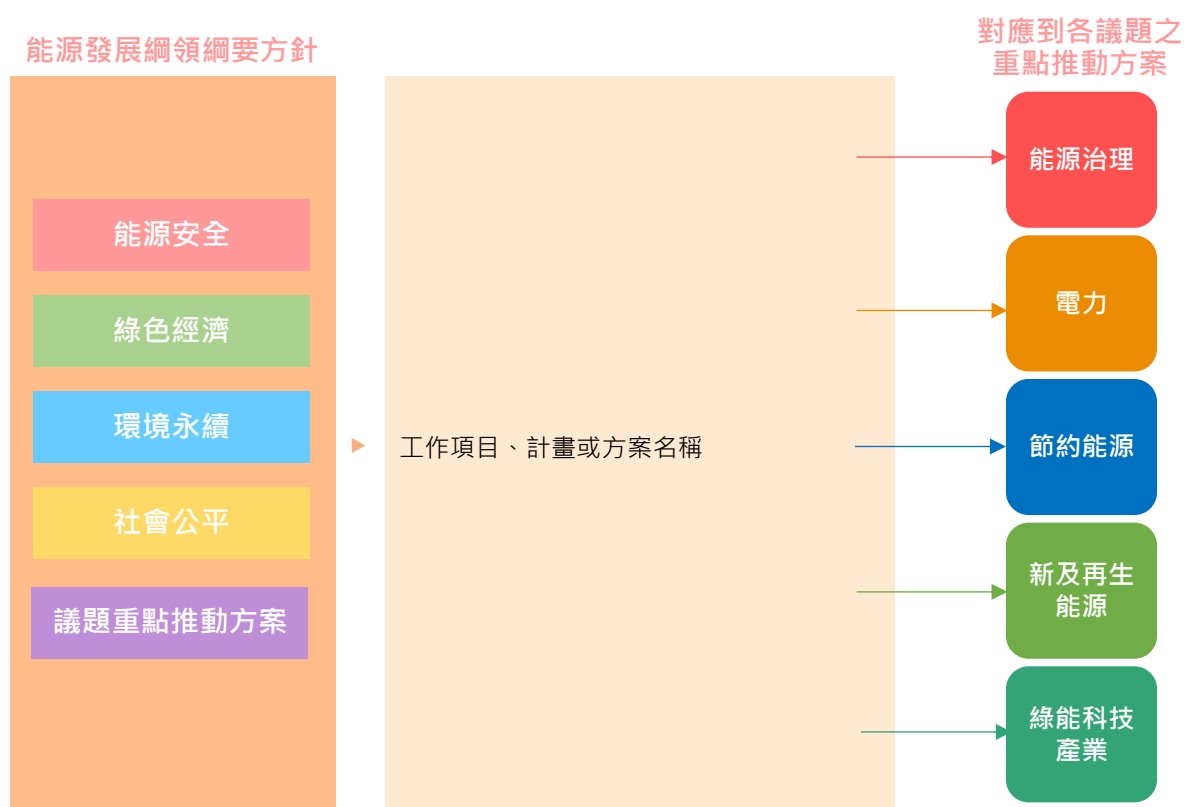 能源發展綱領綱要方針
能源安全
綠色經濟
環境永續
社會公平
議題重點推動方案
工作項目、計畫或方案名稱
對應到各議題之
重點推動方案
能源治理
電力
節約能源
新及再生
能源
綠能科技
產業